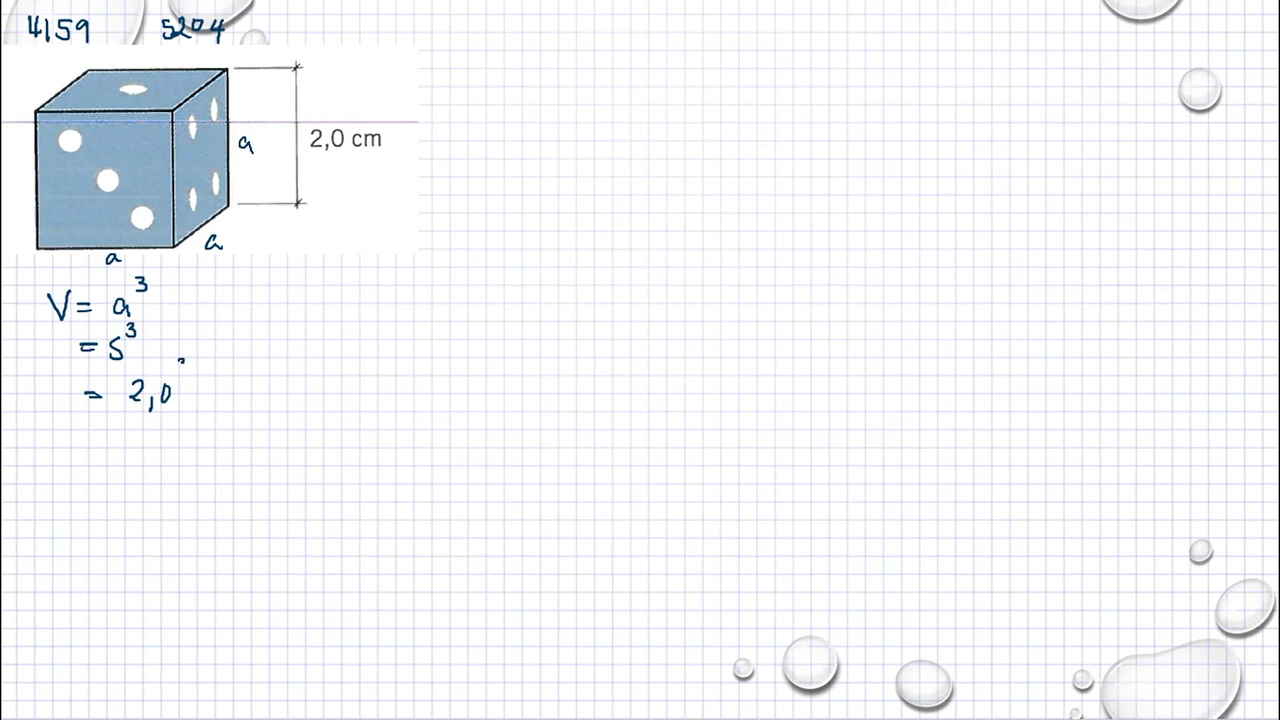 4159 5204
a 2,0 cm
a
a
V = a³
= s³
= 2,0